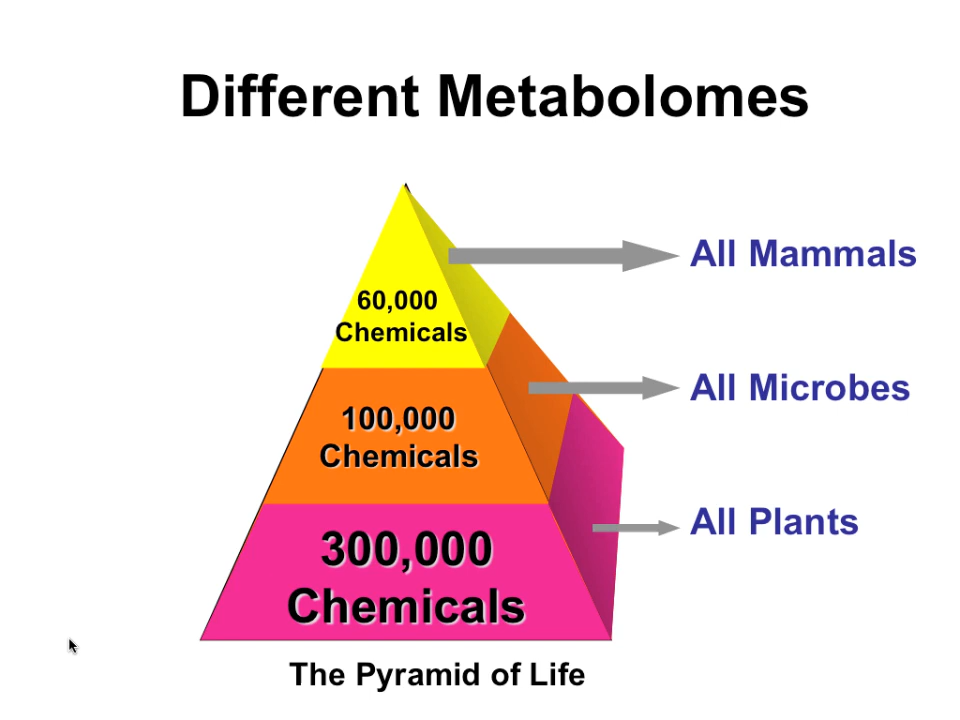 Different Metabolomes
60,000
Chemicals
All Mammals
100,000
Chemicals
All Microbes
300,000
Chemicals
All Plants
The Pyramid of Life